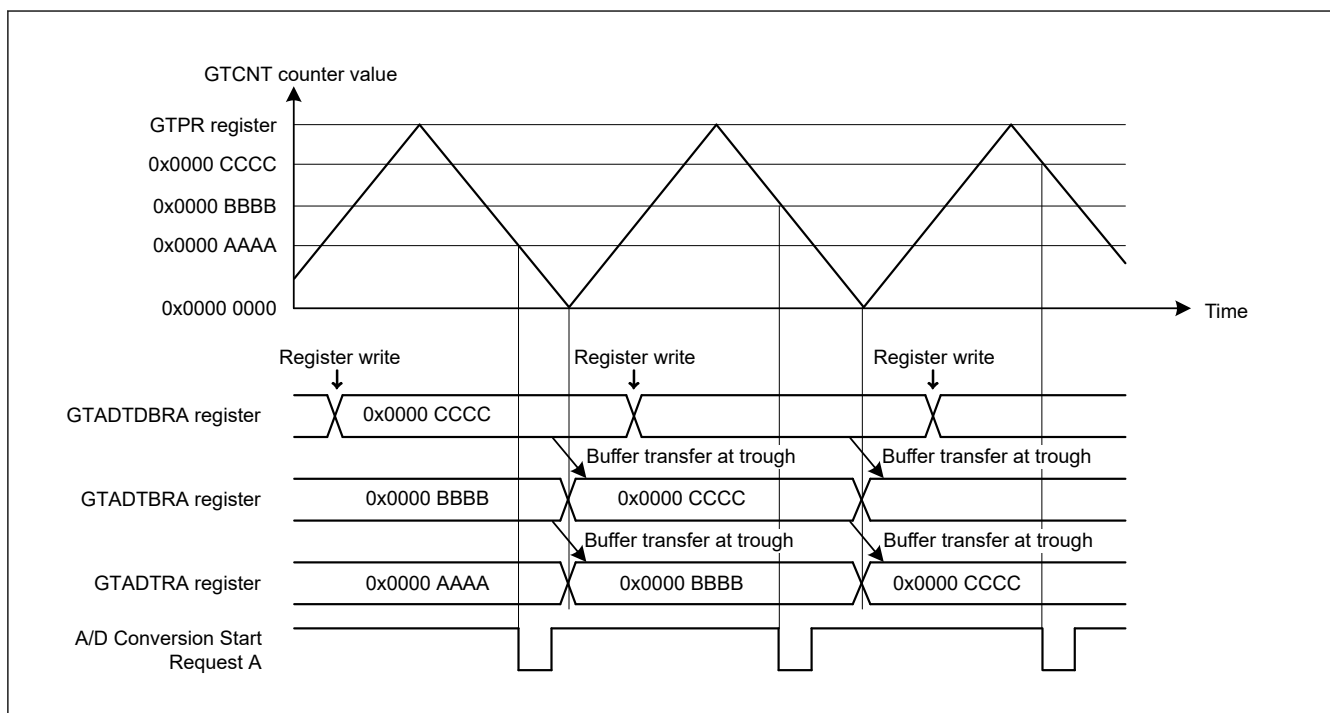 GTCNT counter value
GTPR register
0x0000 CCCC
0x0000 BBBB
0x0000 AAAA
0x0000 0000
Time
Register write
Register write
Register write
GTADTDBRA register
0x0000 CCCC
Buffer transfer at trough
Buffer transfer at trough
GTADTBRA register
0x0000 BBBB
0x0000 CCCC
Buffer transfer at trough
Buffer transfer at trough
GTADTRA register
0x0000 AAAA
0x0000 BBBB
0x0000 CCCC
A/D Conversion Start
Request A